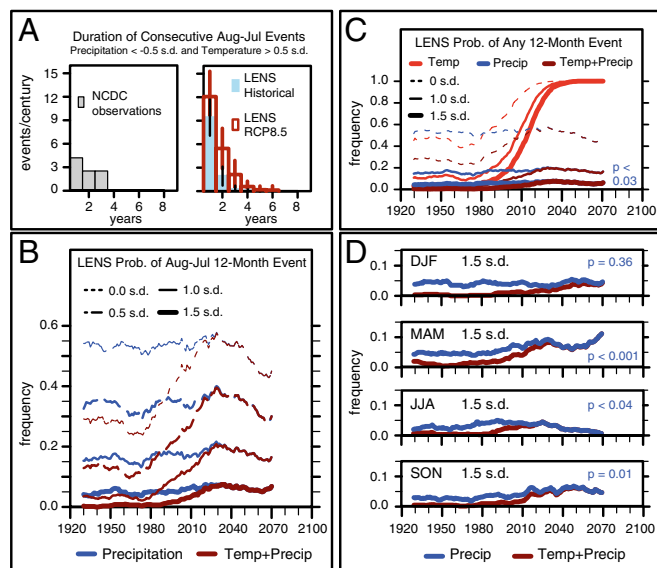 A
Duration of Consecutive Aug-Jul Events
Precipitation < -0.5 s.d. and Temperature > 0.5 s.d.
events/century
15
12
9
6
3
0
NCDC
observations
2 4 6 8
years
LENS
Historical
LENS
RCP8.5
2 4 6 8
years
B
LENS Prob. of Aug-Jul 12-Month Event
0.0 s.d.
1.0 s.d.
0.5 s.d.
1.5 s.d.
frequency
0.6
0.4
0.2
0.0
1920 1950 1980 2010 2040 2070 2100
Precipitation
Temp+Precip
C
LENS Prob. of Any 12-Month Event
Temp
Precip
Temp+Precip
0 s.d.
1.0 s.d.
1.5 s.d.
frequency
1.0
0.8
0.6
0.4
0.2
0.0
p <
0.03
1920 1950 1980 2010 2040 2070 2100
D
frequency
DJF 1.5 s.d.
p = 0.36
0.1
0.0
MAM 1.5 s.d.
p < 0.001
0.1
0.0
JJA 1.5 s.d.
p < 0.04
0.1
0.0
SON 1.5 s.d.
p = 0.01
0.1
0.0
1920 1950 1980 2010 2040 2070 2100
Precip
Temp+Precip